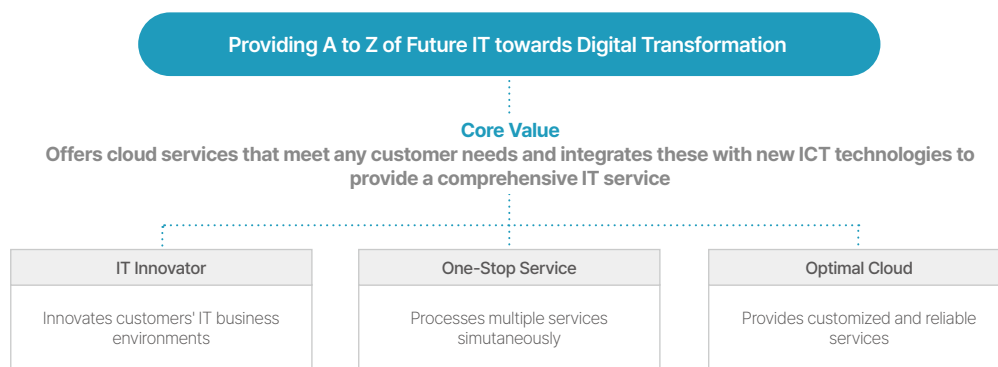 Providing A to Z of Future IT towards Digital Transformation
Core Value
Offers cloud services that meet any customer needs and integrates these with new ICT technologies to
provide a comprehensive IT service
IT Innovator
Innovates customers' IT business
environments
One-Stop Service
Processes multiple services
simutaneously
Optimal Cloud
Provides customized and reliable
services